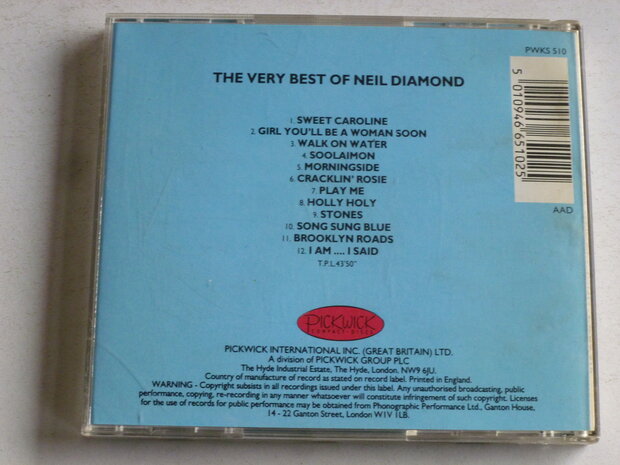 PWKS 510
THE VERY BEST OF NEIL DIAMOND
1. SWEET CAROLINE
2. GIRL YOU'LL BE A WOMAN SOON
3. WALK ON WATER
4. SOOLAIMON
5. MORNINGSIDE
6. CRACKLIN' ROSIE
7. PLAY ME
8. HOLLY HOLY
9. STONES
10. SONG SUNG BLUE
11. BROOKLYN ROADS
12. I AM .... I SAID
T.P.L.43'50"
5 010946 651025
AAD
PICKWICK
COMPACT DISCS
PICKWICK INTERNATIONAL INC. (GREAT BRITAIN) LTD.
A division of PICKWICK GROUP PLC
The Hyde Industrial Estate, The Hyde, London. NW9 6JU.
Country of manufacture of record as stated on record label. Printed in England.
WARNING - Copyright subsists in all recordings issued under this label. Any unauthorised broadcasting, public
performance, copying, re-recording in any manner whatsoever will constitute infringement of such copyright. Licenses
for the use of records for public performance may be obtained from Phonographic Performance Ltd., Ganton House,
14 - 22 Ganton Street, London W1V 1LB.